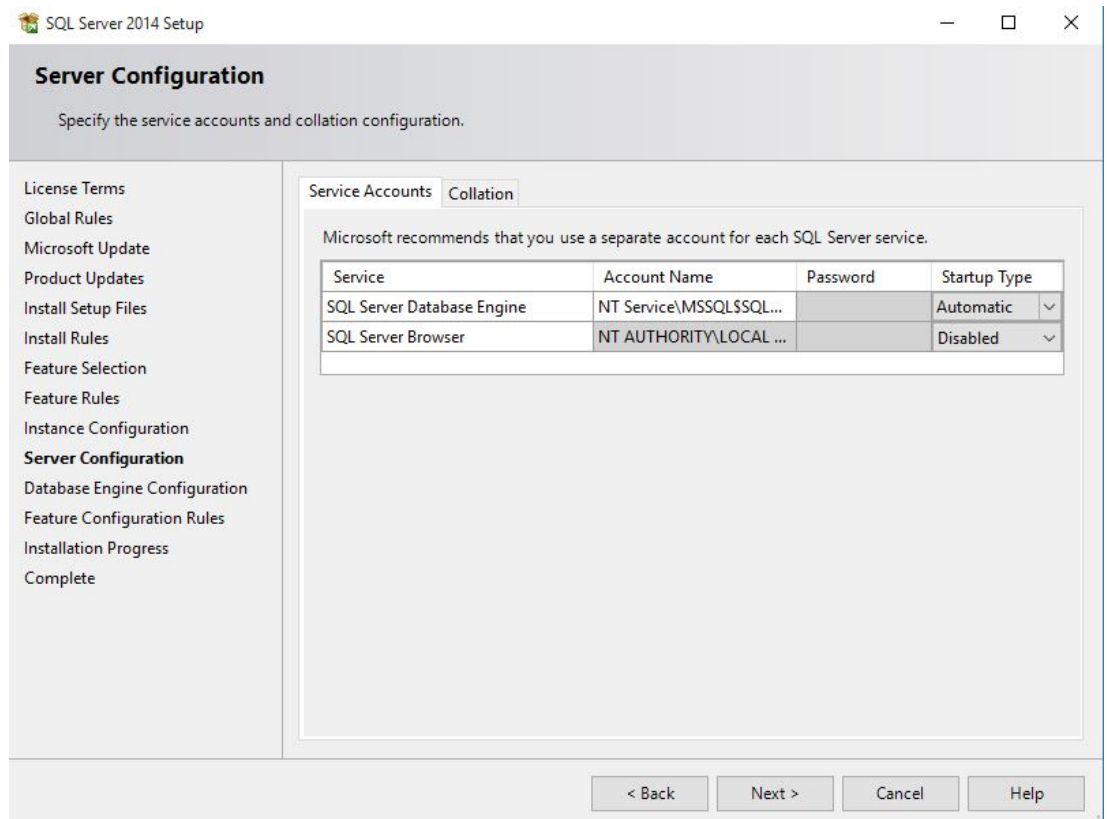 SQL Server 2014 Setup
Server Configuration
Specify the service accounts and collation configuration.
License Terms
Global Rules
Microsoft Update
Product Updates
Install Setup Files
Install Rules
Feature Selection
Feature Rules
Instance Configuration
Server Configuration
Database Engine Configuration
Feature Configuration Rules
Installation Progress
Complete
Service Accounts Collation
Microsoft recommends that you use a separate account for each SQL Server service.
Service Account Name Password Startup Type
SQL Server Database Engine NT Service\MSSQL$SQL... Automatic
SQL Server Browser NT AUTHORITY\LOCAL ... Disabled
< Back Next > Cancel Help